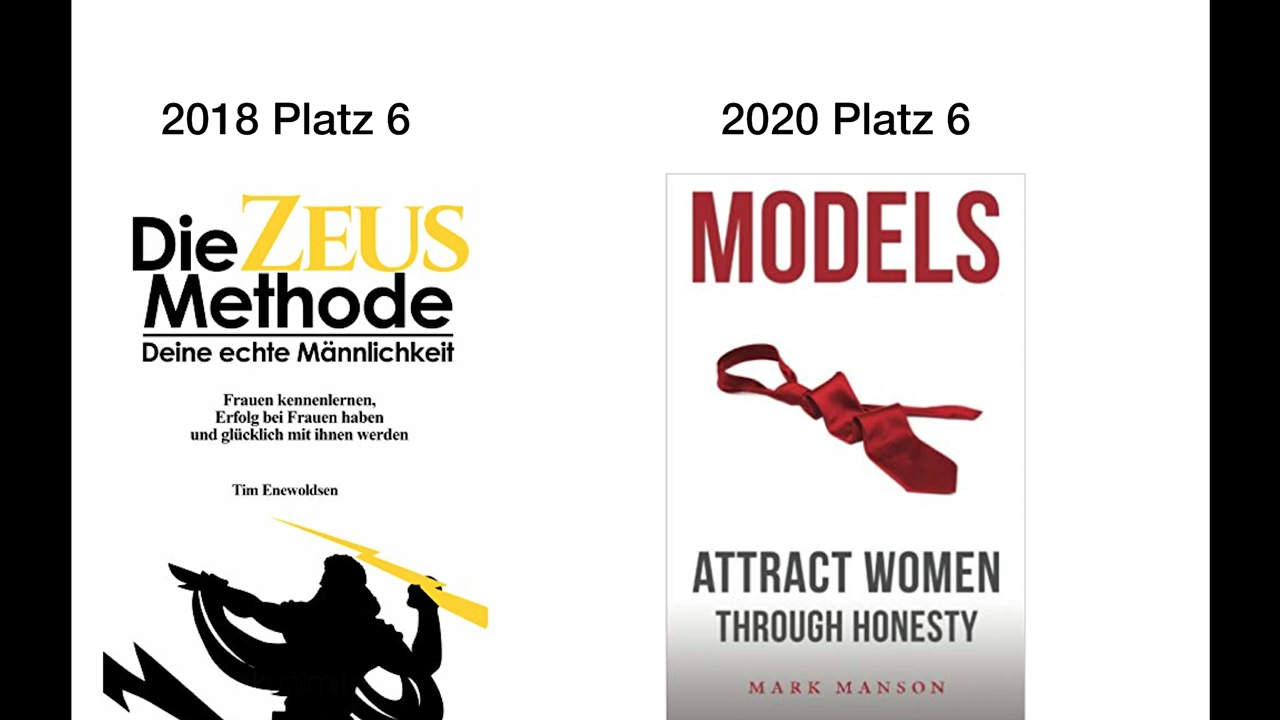 2018 Platz 6
Die ZEUS
Methode
Deine echte Männlichkeit
Frauen kennenlernen,
Erfolg bei Frauen haben
und glücklich mit ihnen werden
Tim Enewoldsen
2020 Platz 6
MODELS
ATTRACT WOMEN
THROUGH HONESTY
MARK MANSON